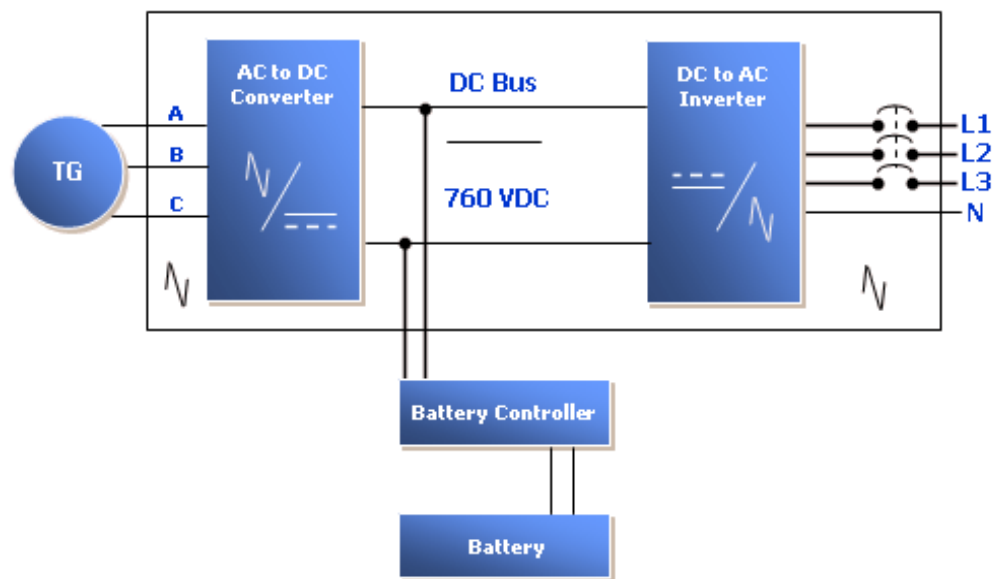 AC to DC
Converter
DC Bus
DC to AC
Inverter
A
L1
TG
B
L2
L3
C
760 VDC
N
Battery Controller
Battery